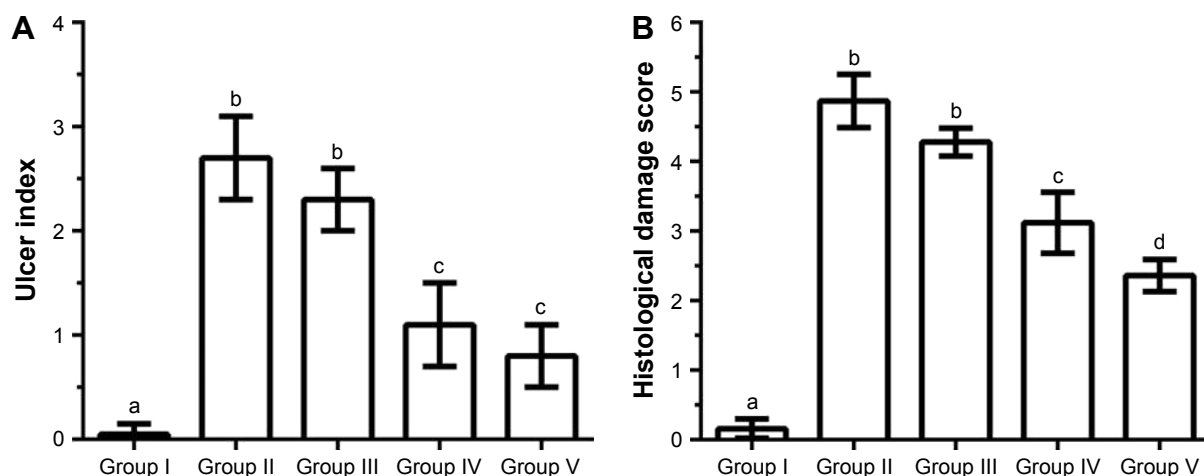 A
Ulcer index
4
3
2
1
0
a
b
b
c
c
Group I Group II Group III Group IV Group V
B
Histological damage score
6
5
4
3
2
1
0
a
b
b
c
d
Group I Group II Group III Group IV Group V